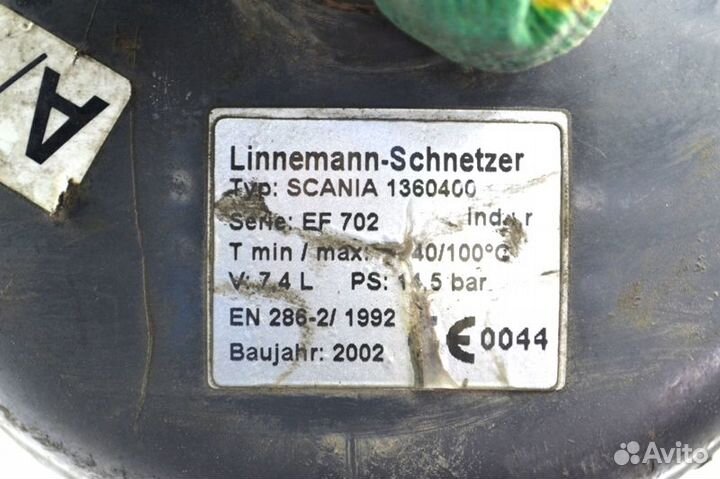 A
Linnemann-Schnetzer
Typ: SCANIA 1360400
Serie: EF 702
T min / max: 40/100°C
V: 7.4 L PS: 14,5 bar
EN 286-2/ 1992
CE 0044
Baujahr: 2002
Avito